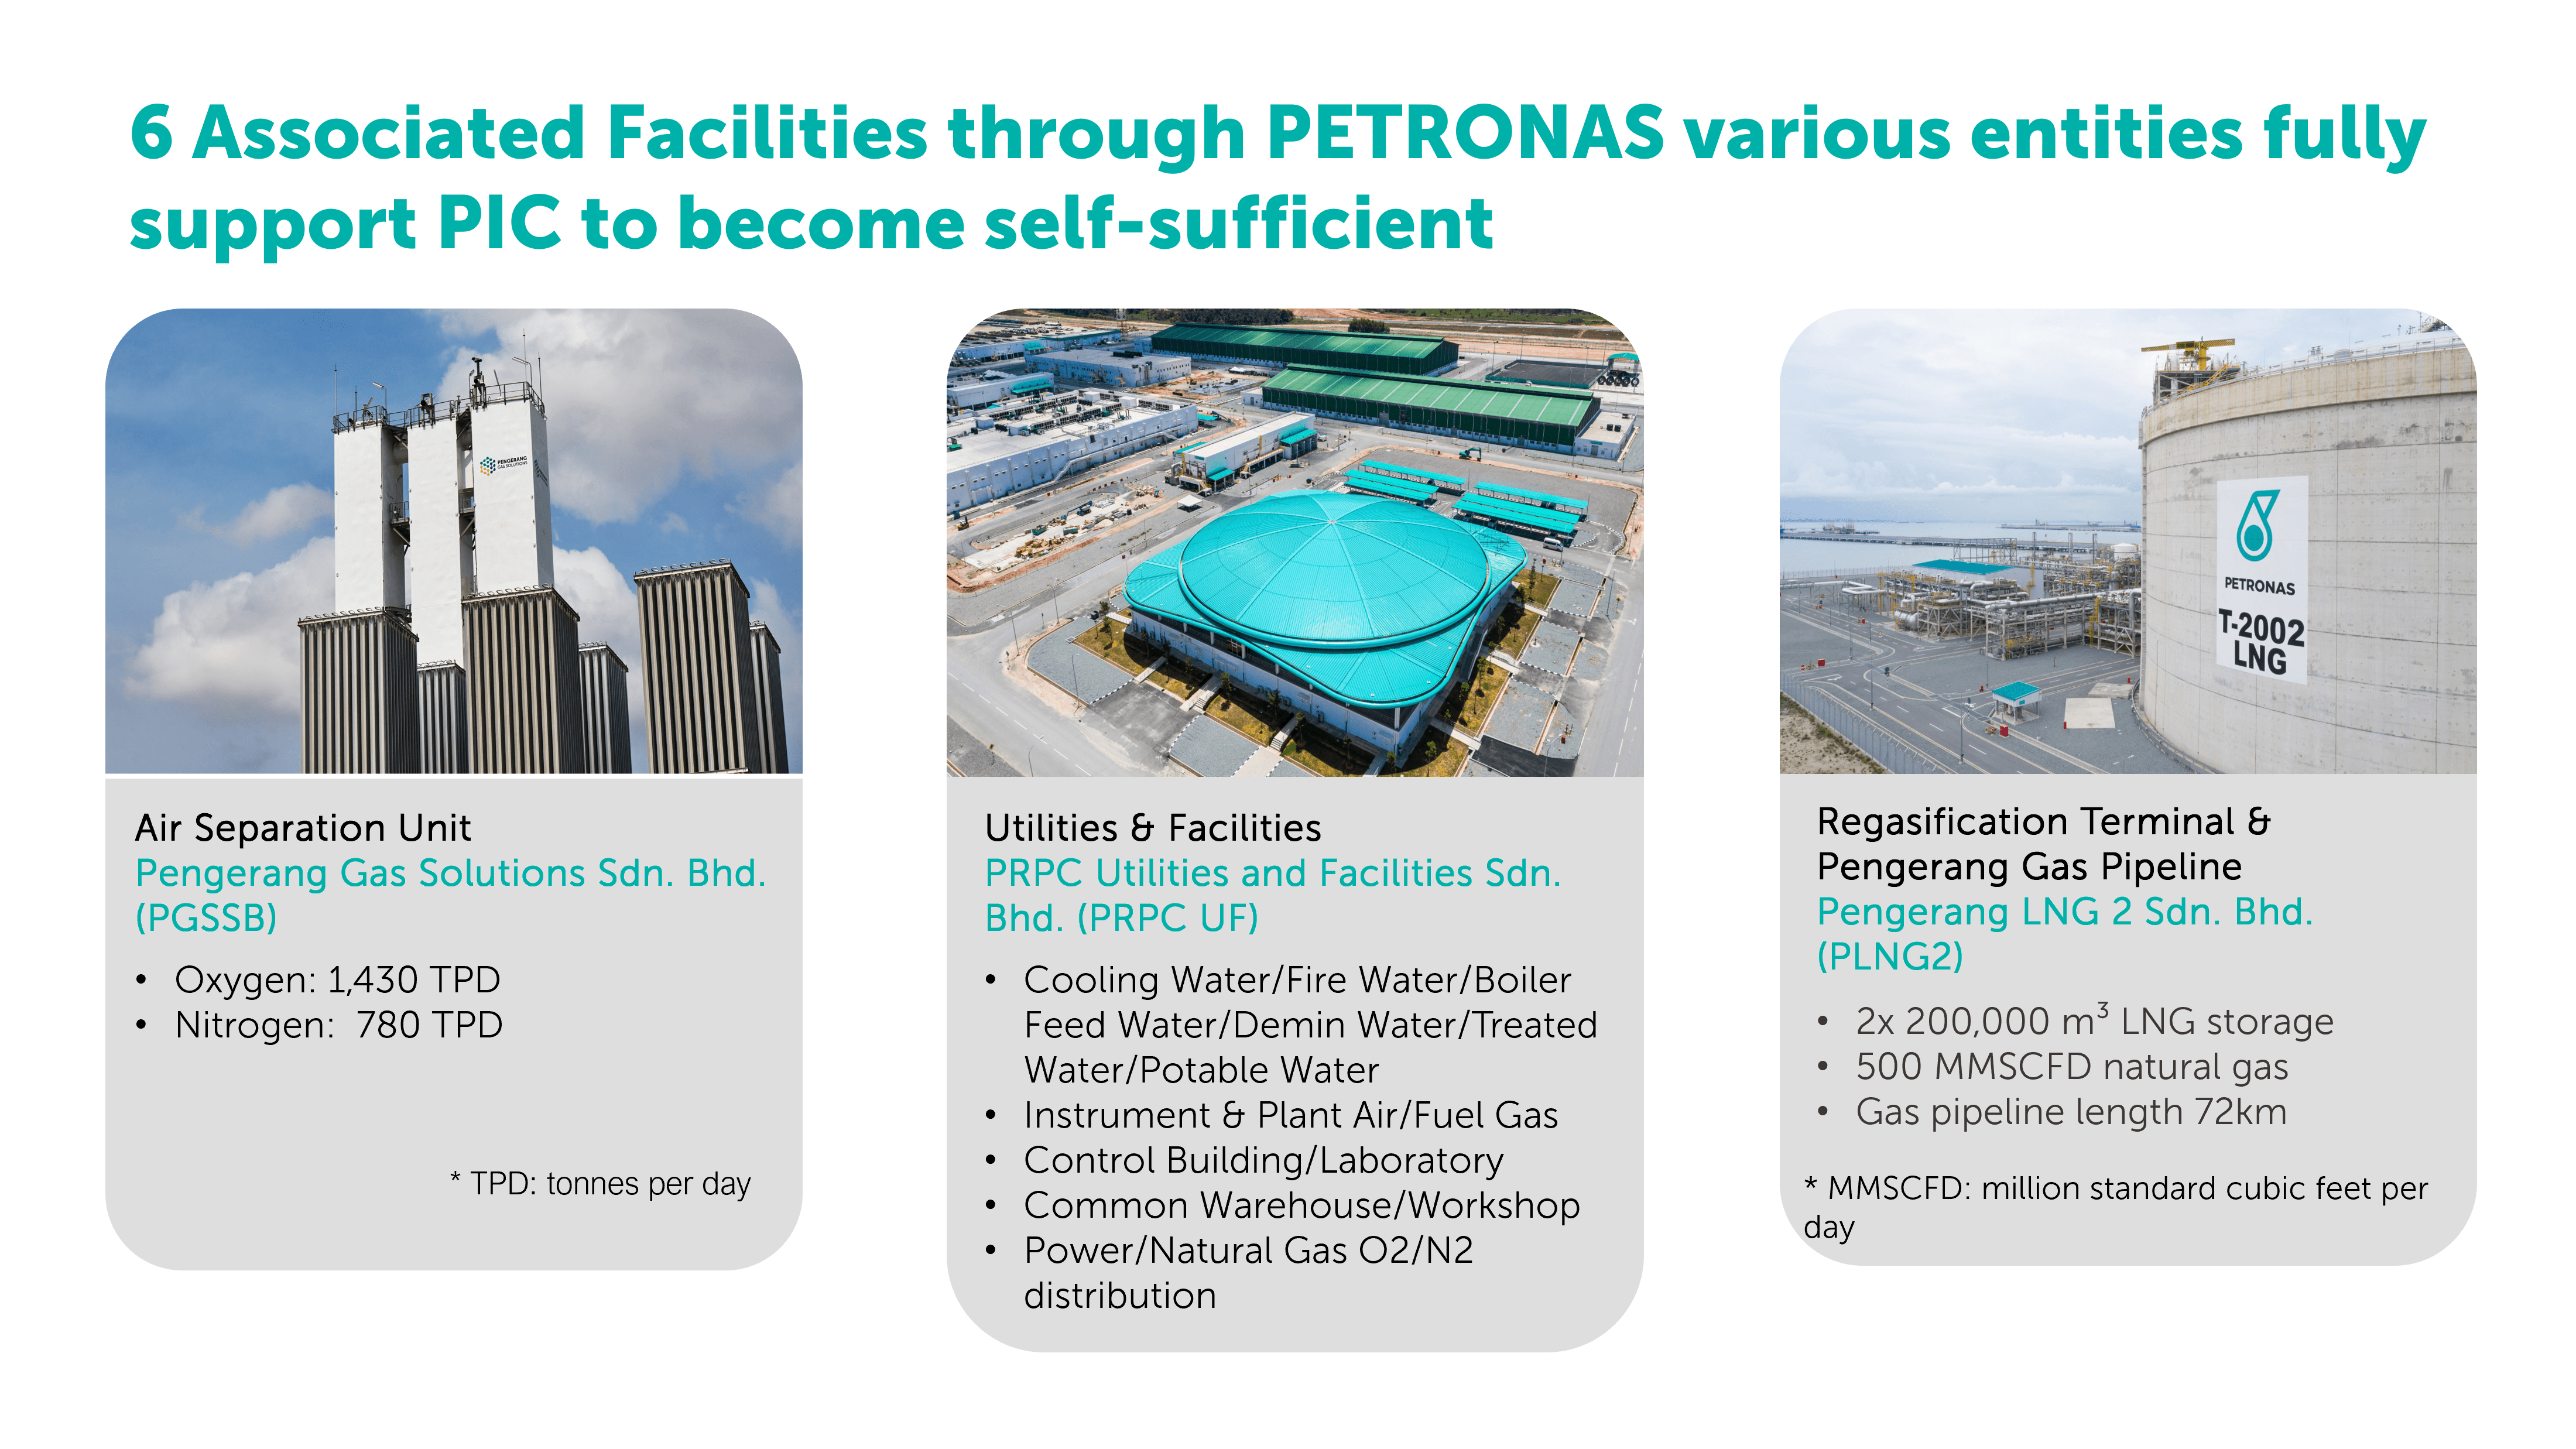 6 Associated Facilities through PETRONAS various entities fully
support PIC to become self-sufficient
PENGERANG
GAS SOLUTIONS
Air Separation Unit
Pengerang Gas Solutions Sdn. Bhd.
(PGSSB)
• Oxygen: 1,430 TPD
• Nitrogen:  780 TPD
* TPD: tonnes per day
Utilities & Facilities
PRPC Utilities and Facilities Sdn.
Bhd. (PRPC UF)
• Cooling Water/Fire Water/Boiler
Feed Water/Demin Water/Treated
Water/Potable Water
• Instrument & Plant Air/Fuel Gas
• Control Building/Laboratory
• Common Warehouse/Workshop
• Power/Natural Gas O2/N2
distribution
PETRONAS
T-2002
LNG
Regasification Terminal &
Pengerang Gas Pipeline
Pengerang LNG 2 Sdn. Bhd.
(PLNG2)
• 2x 200,000 m³ LNG storage
• 500 MMSCFD natural gas
• Gas pipeline length 72km
* MMSCFD: million standard cubic feet per
day